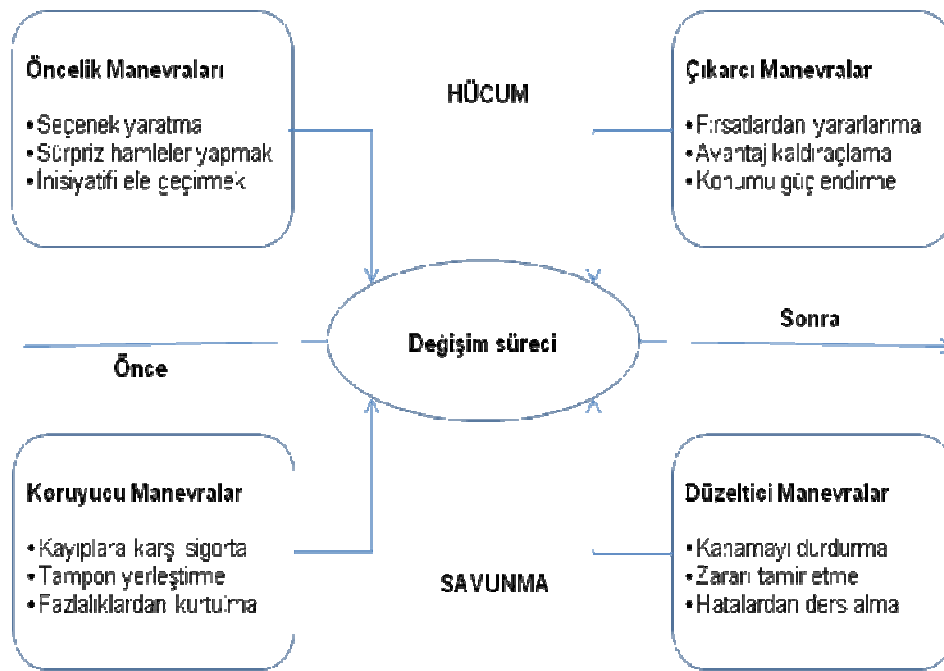 Öncelik Manevraları
•Seçenek yaratma
•Sürpriz hamleler yapmak
•İnisiyatifi ele geçirmek
HÜCUM
Çıkarcı Manevralar
•Fırsatlardan yararlanma
•Avantaj kaldıraçlama
•Konumu güçlendirme
Önce
Değişim süreci
Sonra
Koruyucu Manevralar
•Kayıplara karşı sigorta
•Tampon yerleştirme
•Fazlalıklardan kurtulma
SAVUNMA
Düzeltici Manevralar
•Kanamayı durdurma
•Zararı tamir etme
•Hatalardan ders alma